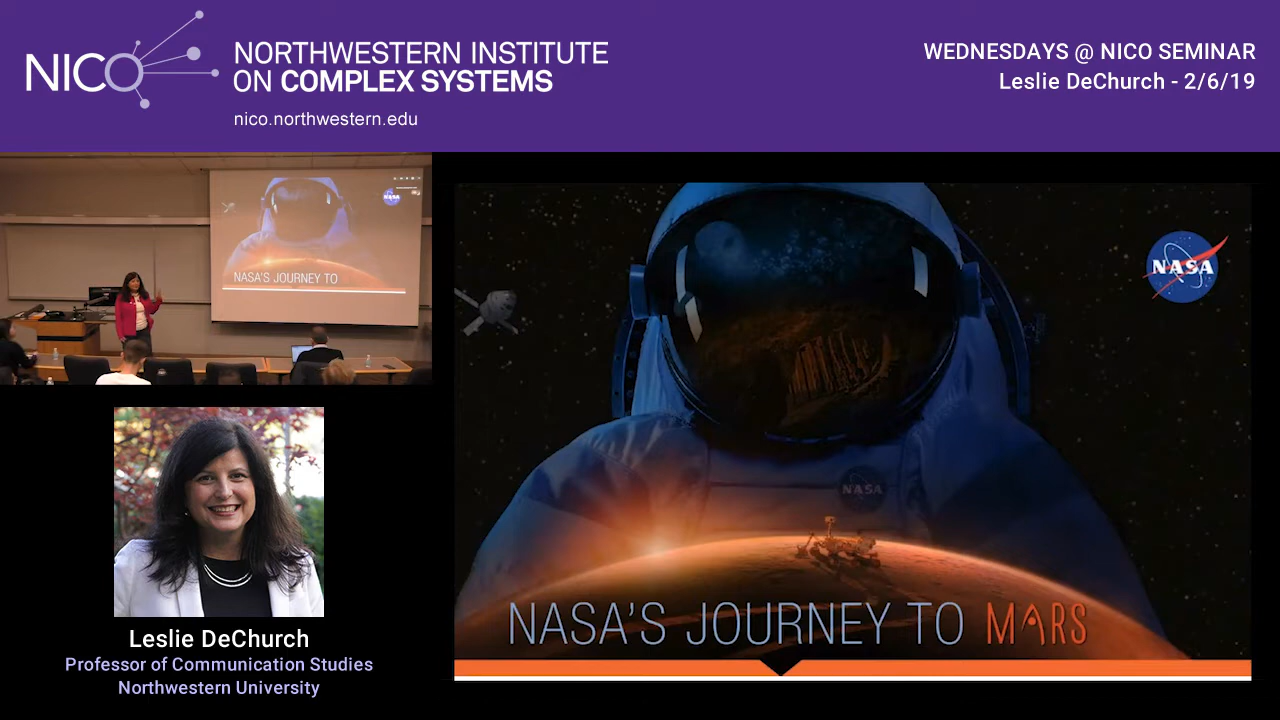 NICO
NORTHWESTERN INSTITUTE
ON COMPLEX SYSTEMS
nico.northwestern.edu
WEDNESDAYS @ NICO SEMINAR
Leslie DeChurch - 2/6/19
NASA
NASA'S JOURNEY TO
NASA
NASA
NASA'S JOURNEY TO MARS
Leslie DeChurch
Professor of Communication Studies
Northwestern University